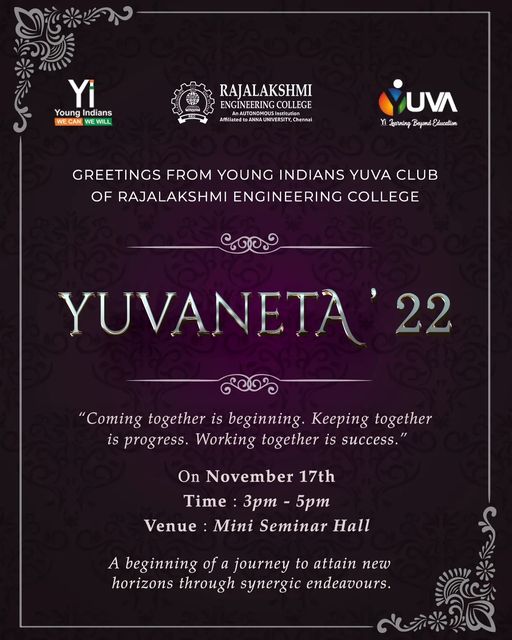 Yi
Young Indians
WE CAN WE WILL
RAJALAKSHMI
ENGINEERING COLLEGE
An AUTONOMOUS Institution
Affiliated to ANNA UNIVERSITY, Chennai
YUVA
Yi Learning Beyond Education
GREETINGS FROM YOUNG INDIANS YUVA CLUB
OF RAJALAKSHMI ENGINEERING COLLEGE
YUVANETA ' 22
“Coming together is beginning. Keeping together
is progress. Working together is success.”
On November 17th
Time : 3pm - 5pm
Venue : Mini Seminar Hall
A beginning of a journey to attain new
horizons through synergic endeavours.